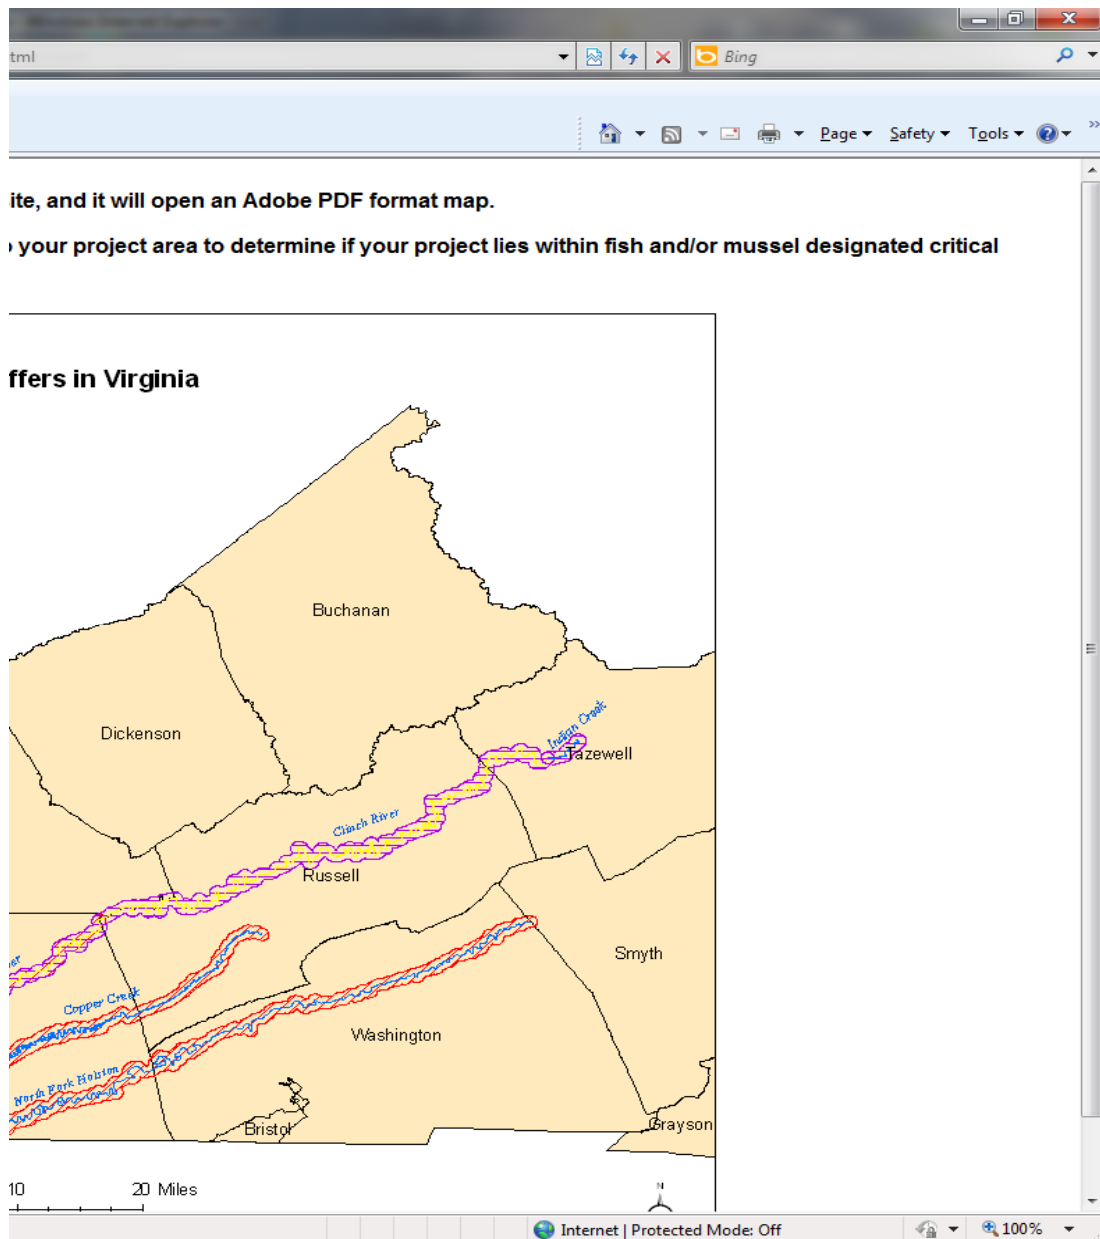 tml
Bing
Page
Safety
Tools
ite, and it will open an Adobe PDF format map.
your project area to determine if your project lies within fish and/or mussel designated critical
ffers in Virginia
Buchanan
Dickenson
Indian Creek
Tazewell
Clinch River
Russell
Smyth
Copper Creek
Washington
North Fork Holston
Bristol
Grayson
10
20 Miles
N
Internet | Protected Mode: Off
100%